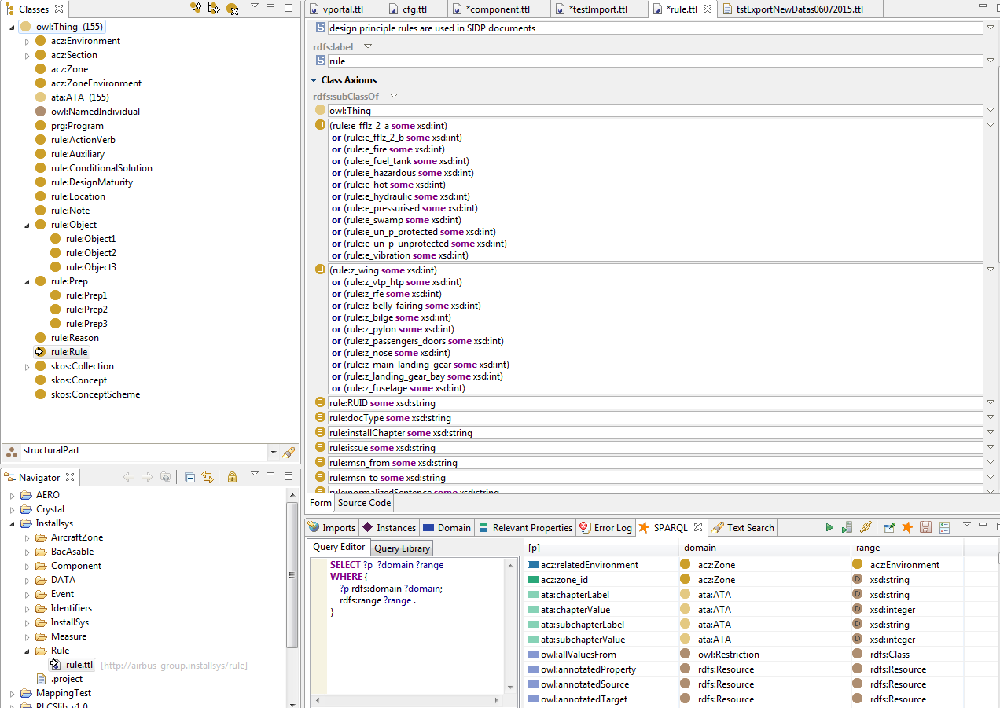 Classes
owl:Thing (155)
acz:Environment
acz:Section
acz:Zone
acz:ZoneEnvironment
ata:ATA (155)
owl:NamedIndividual
prg:Program
rule:ActionVerb
rule:Auxiliary
rule:ConditionalSolution
rule:DesignMaturity
rule:Location
rule:Note
rule:Object
rule:Object1
rule:Object2
rule:Object3
rule:Prep
rule:Prep1
rule:Prep2
rule:Prep3
rule:Reason
rule:Rule
skos:Collection
skos:Concept
skos:ConceptScheme
structuralPart
Navigator
AERO
Crystal
Installsys
AircraftZone
BacAsable
Component
DATA
Event
Identifiers
InstallSys
Measure
Rule
rule.ttl [http://airbus-group.installsys/rule]
.project
MappingTest
PLCSlib_v1.0
vportal.ttl cfg.ttl *component.ttl *testImport.ttl *rule.ttl tstExportNewDatas06072015.ttl
S design principle rules are used in SIDP documents
rdfs:label
S rule
Class Axioms
rdfs:subClassOf
owl:Thing
(rule:e_fflz_2_a some xsd:int)
or (rule:e_fflz_2_b some xsd:int)
or (rule:e_fire some xsd:int)
or (rule:e_fuel_tank some xsd:int)
or (rule:e_hazardous some xsd:int)
or (rule:e_hot some xsd:int)
or (rule:e_hydraulic some xsd:int)
or (rule:e_pressurised some xsd:int)
or (rule:e_swamp some xsd:int)
or (rule:e_un_p_protected some xsd:int)
or (rule:e_un_p_unprotected some xsd:int)
or (rule:e_vibration some xsd:int)
(rule:z_wing some xsd:int)
or (rule:z_vtp_htp some xsd:int)
or (rule:z_rfe some xsd:int)
or (rule:z_belly_fairing some xsd:int)
or (rule:z_bilge some xsd:int)
or (rule:z_pylon some xsd:int)
or (rule:z_passengers_doors some xsd:int)
or (rule:z_nose some xsd:int)
or (rule:z_main_landing_gear some xsd:int)
or (rule:z_landing_gear_bay some xsd:int)
or (rule:z_fuselage some xsd:int)
rule:RUID some xsd:string
rule:docType some xsd:string
rule:installChapter some xsd:string
rule:issue some xsd:string
rule:msn_from some xsd:string
rule:msn_to some xsd:string
rule:normalizedSentence some xsd:string
Form Source Code
Imports Instances Domain Relevant Properties Error Log SPARQL Text Search
Query Editor Query Library
SELECT ?p ?domain ?range
WHERE {
?p rdfs:domain ?domain;
rdfs:range ?range .
}
[p] domain range
acz:relatedEnvironment acz:Zone acz:Environment
acz:zone_id acz:Zone D xsd:string
ata:chapterLabel ata:ATA D xsd:string
ata:chapterValue ata:ATA D xsd:integer
ata:subchapterLabel ata:ATA D xsd:string
ata:subchapterValue ata:ATA D xsd:integer
owl:allValuesFrom owl:Restriction rdfs:Class
owl:annotatedProperty rdfs:Resource rdfs:Resource
owl:annotatedSource rdfs:Resource rdfs:Resource
owl:annotatedTarget rdfs:Resource rdfs:Resource